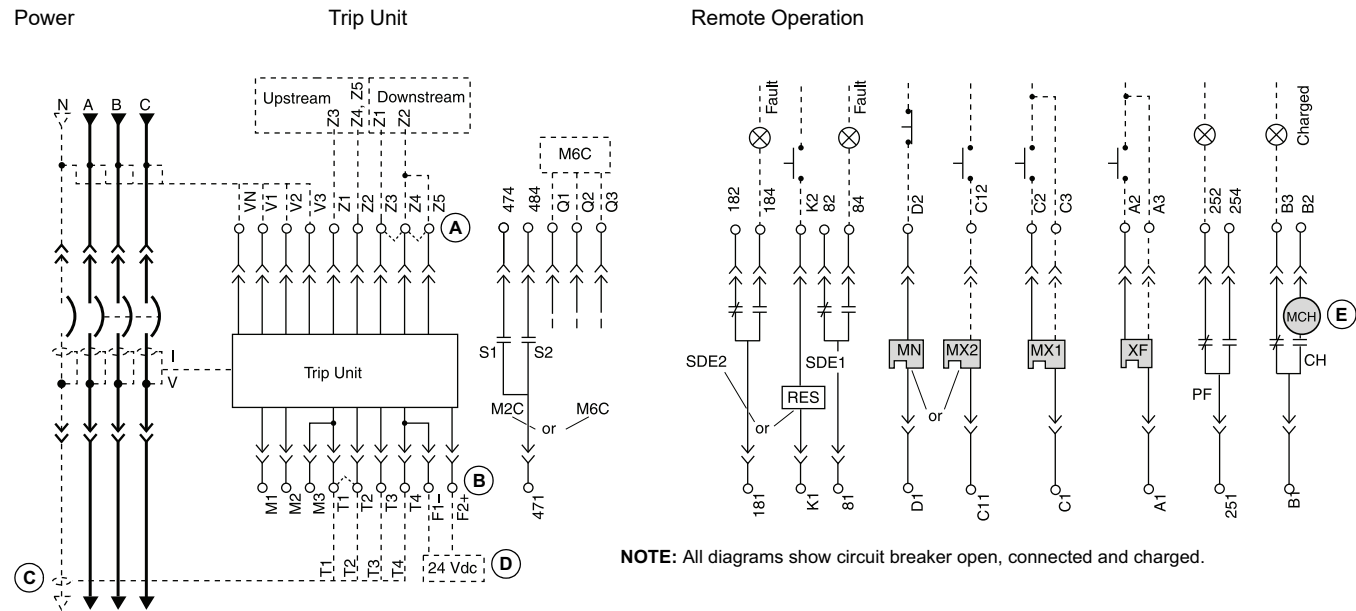 Power
Trip Unit
Remote Operation
N A B C
Upstream
Downstream
Z3
Z4, Z5
Z1
Z2
M6C
Fault
Fault
Charged
VN
V1
V2
V3
Z1
Z2
Z3
Z4
Z5
A
474
484
Q1
Q2
Q3
182
184
K2
82
84
D2
C12
C2
C3
A2
A3
252
254
B3
B2
MCH
E
I
V
Trip Unit
S1
S2
M2C
or
M6C
SDE2
or
RES
SDE1
MN
or
MX2
MX1
XF
PF
CH
M1
M2
M3
T1
T2
T3
T4
F1–
F2+
B
471
181
K1
81
D1
C11
C1
A1
251
B1
T1
T2
T3
T4
24 Vdc
D
C
NOTE: All diagrams show circuit breaker open, connected and charged.